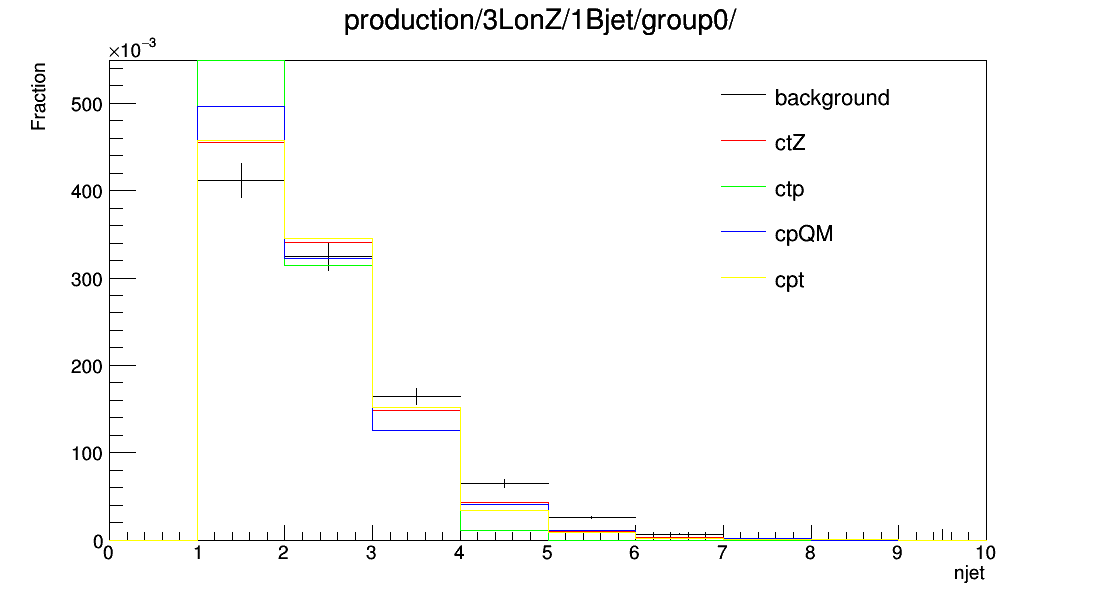 production/3LonZ/1Bjet/group0/
×10⁻³
Fraction
500
400
300
200
100
0
0 1 2 3 4 5 6 7 8 9 10
njet
background
ctZ
ctp
cpQM
cpt